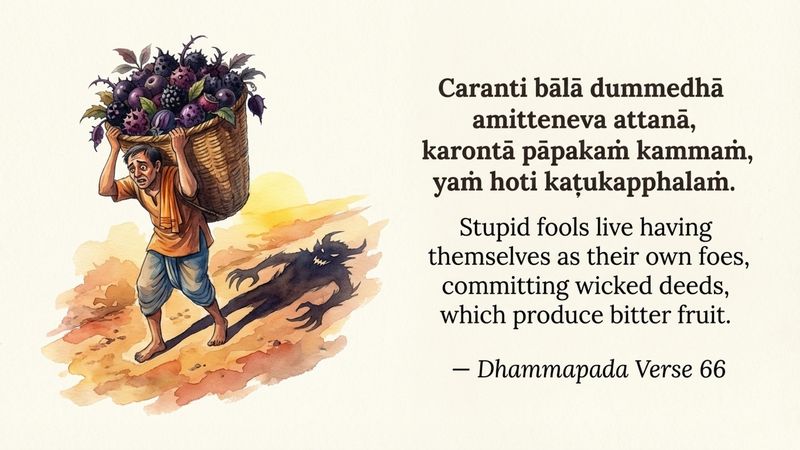 Caranti bālā dummedhā
amitteneva attanā,
karontā pāpakaṁ kammaṁ,
yaṁ hoti kaṭukapphalaṁ.
Stupid fools live having
themselves as their own foes,
committing wicked deeds,
which produce bitter fruit.
— Dhammapada Verse 66